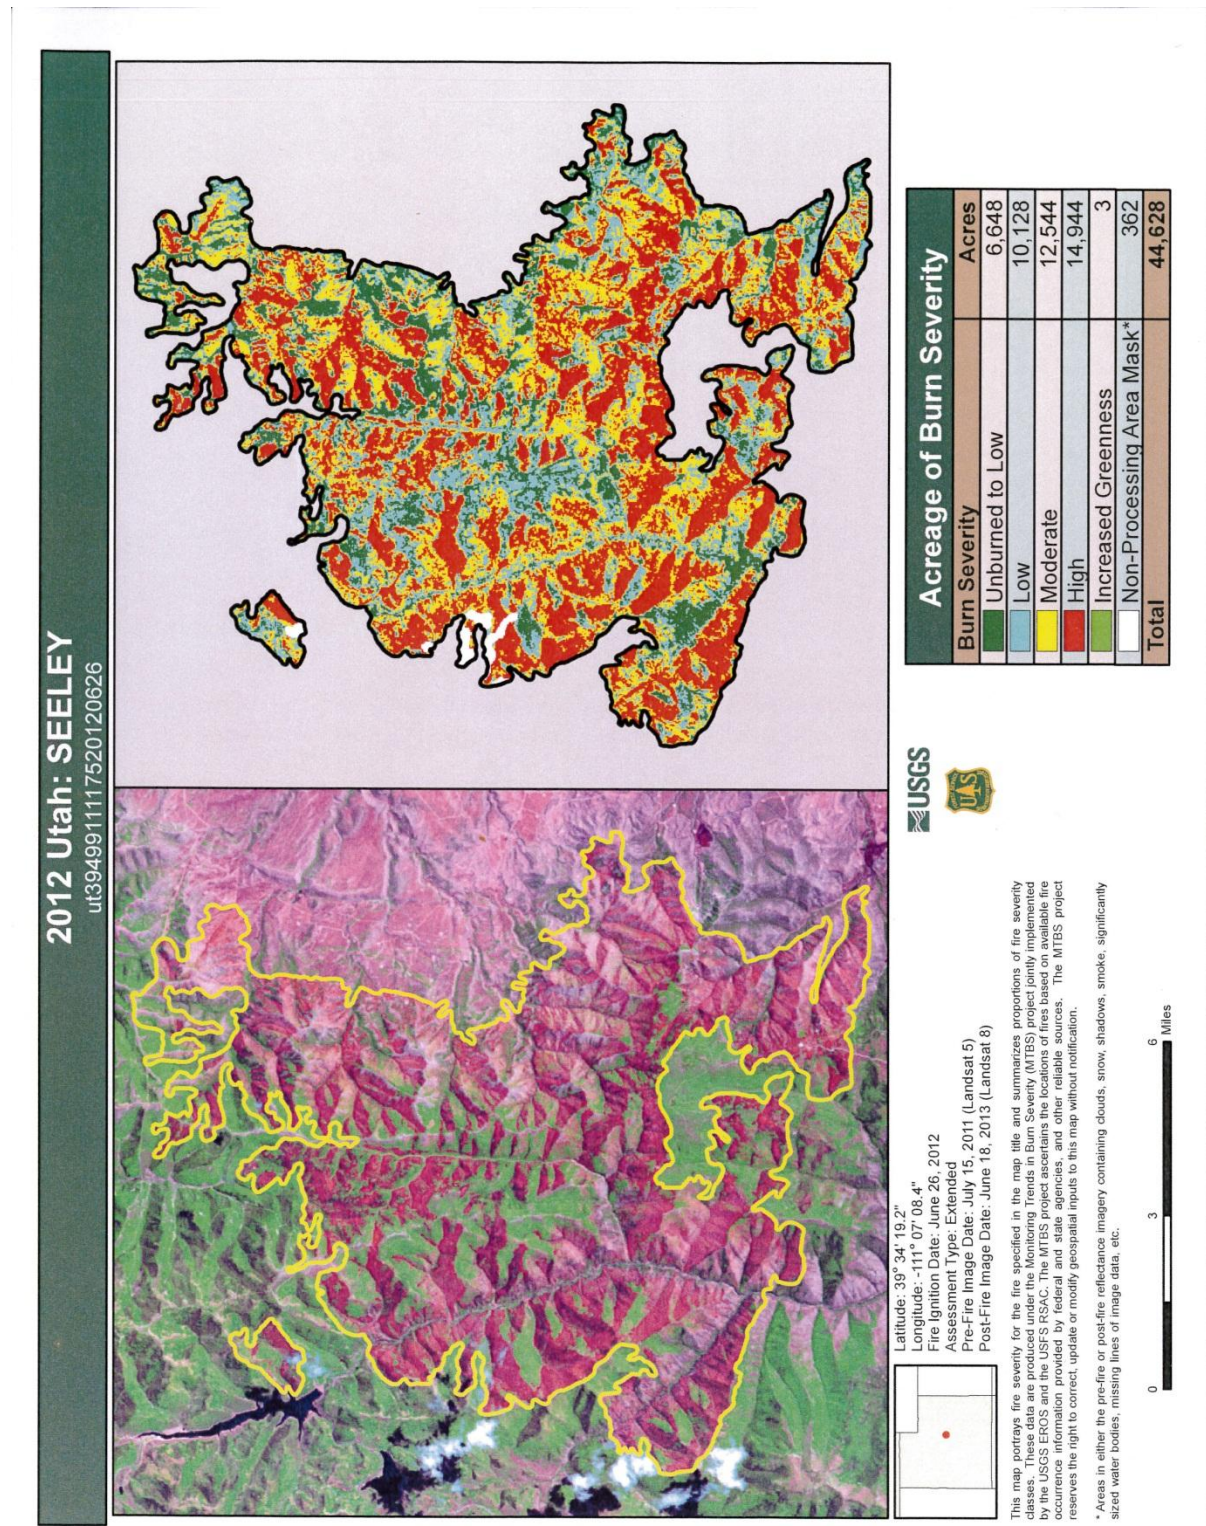 2012 Utah: SEELEY
ut39499111117520120626
Latitude: 39° 34' 19.2"
Longitude: -111° 07' 08.4"
Fire Ignition Date: June 26, 2012
Assessment Type: Extended
Pre-Fire Image Date: July 15, 2011 (Landsat 5)
Post-Fire Image Date: June 18, 2013 (Landsat 8)
This map portrays fire severity for the fire specified in the map title and summarizes proportions of fire severity
classes. These data are produced under the Monitoring Trends in Burn Severity (MTBS) project jointly implemented
by the USGS EROS and the USFS RSAC. The MTBS project ascertains the locations of fires based on available fire
occurrence information provided by federal and state agencies, and other reliable sources. The MTBS project
reserves the right to correct, update or modify geospatial inputs to this map without notification.
* Areas in either the pre-fire or post-fire reflectance imagery containing clouds, snow, shadows, smoke, significantly
sized water bodies, missing lines of image data, etc.
0 3 6
Miles
USGS
UAS
Acreage of Burn Severity
Burn Severity Acres
Unburned to Low 6,648
Low 10,128
Moderate 12,544
High 14,944
Increased Greenness 3
Non-Processing Area Mask* 362
Total 44,628